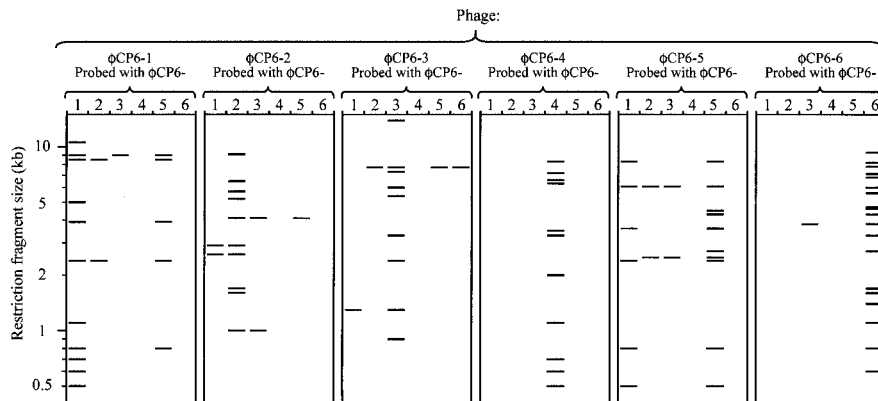 Phage:
ϕCP6-1 ϕCP6-2 ϕCP6-3 ϕCP6-4 ϕCP6-5 ϕCP6-6
Probed with ϕCP6- Probed with ϕCP6- Probed with ϕCP6- Probed with ϕCP6- Probed with ϕCP6- Probed with ϕCP6-
1 2 3 4 5 6 1 2 3 4 5 6 1 2 3 4 5 6 1 2 3 4 5 6 1 2 3 4 5 6 1 2 3 4 5 6
Restriction fragment size (kb)
10
5
2
1
0.5